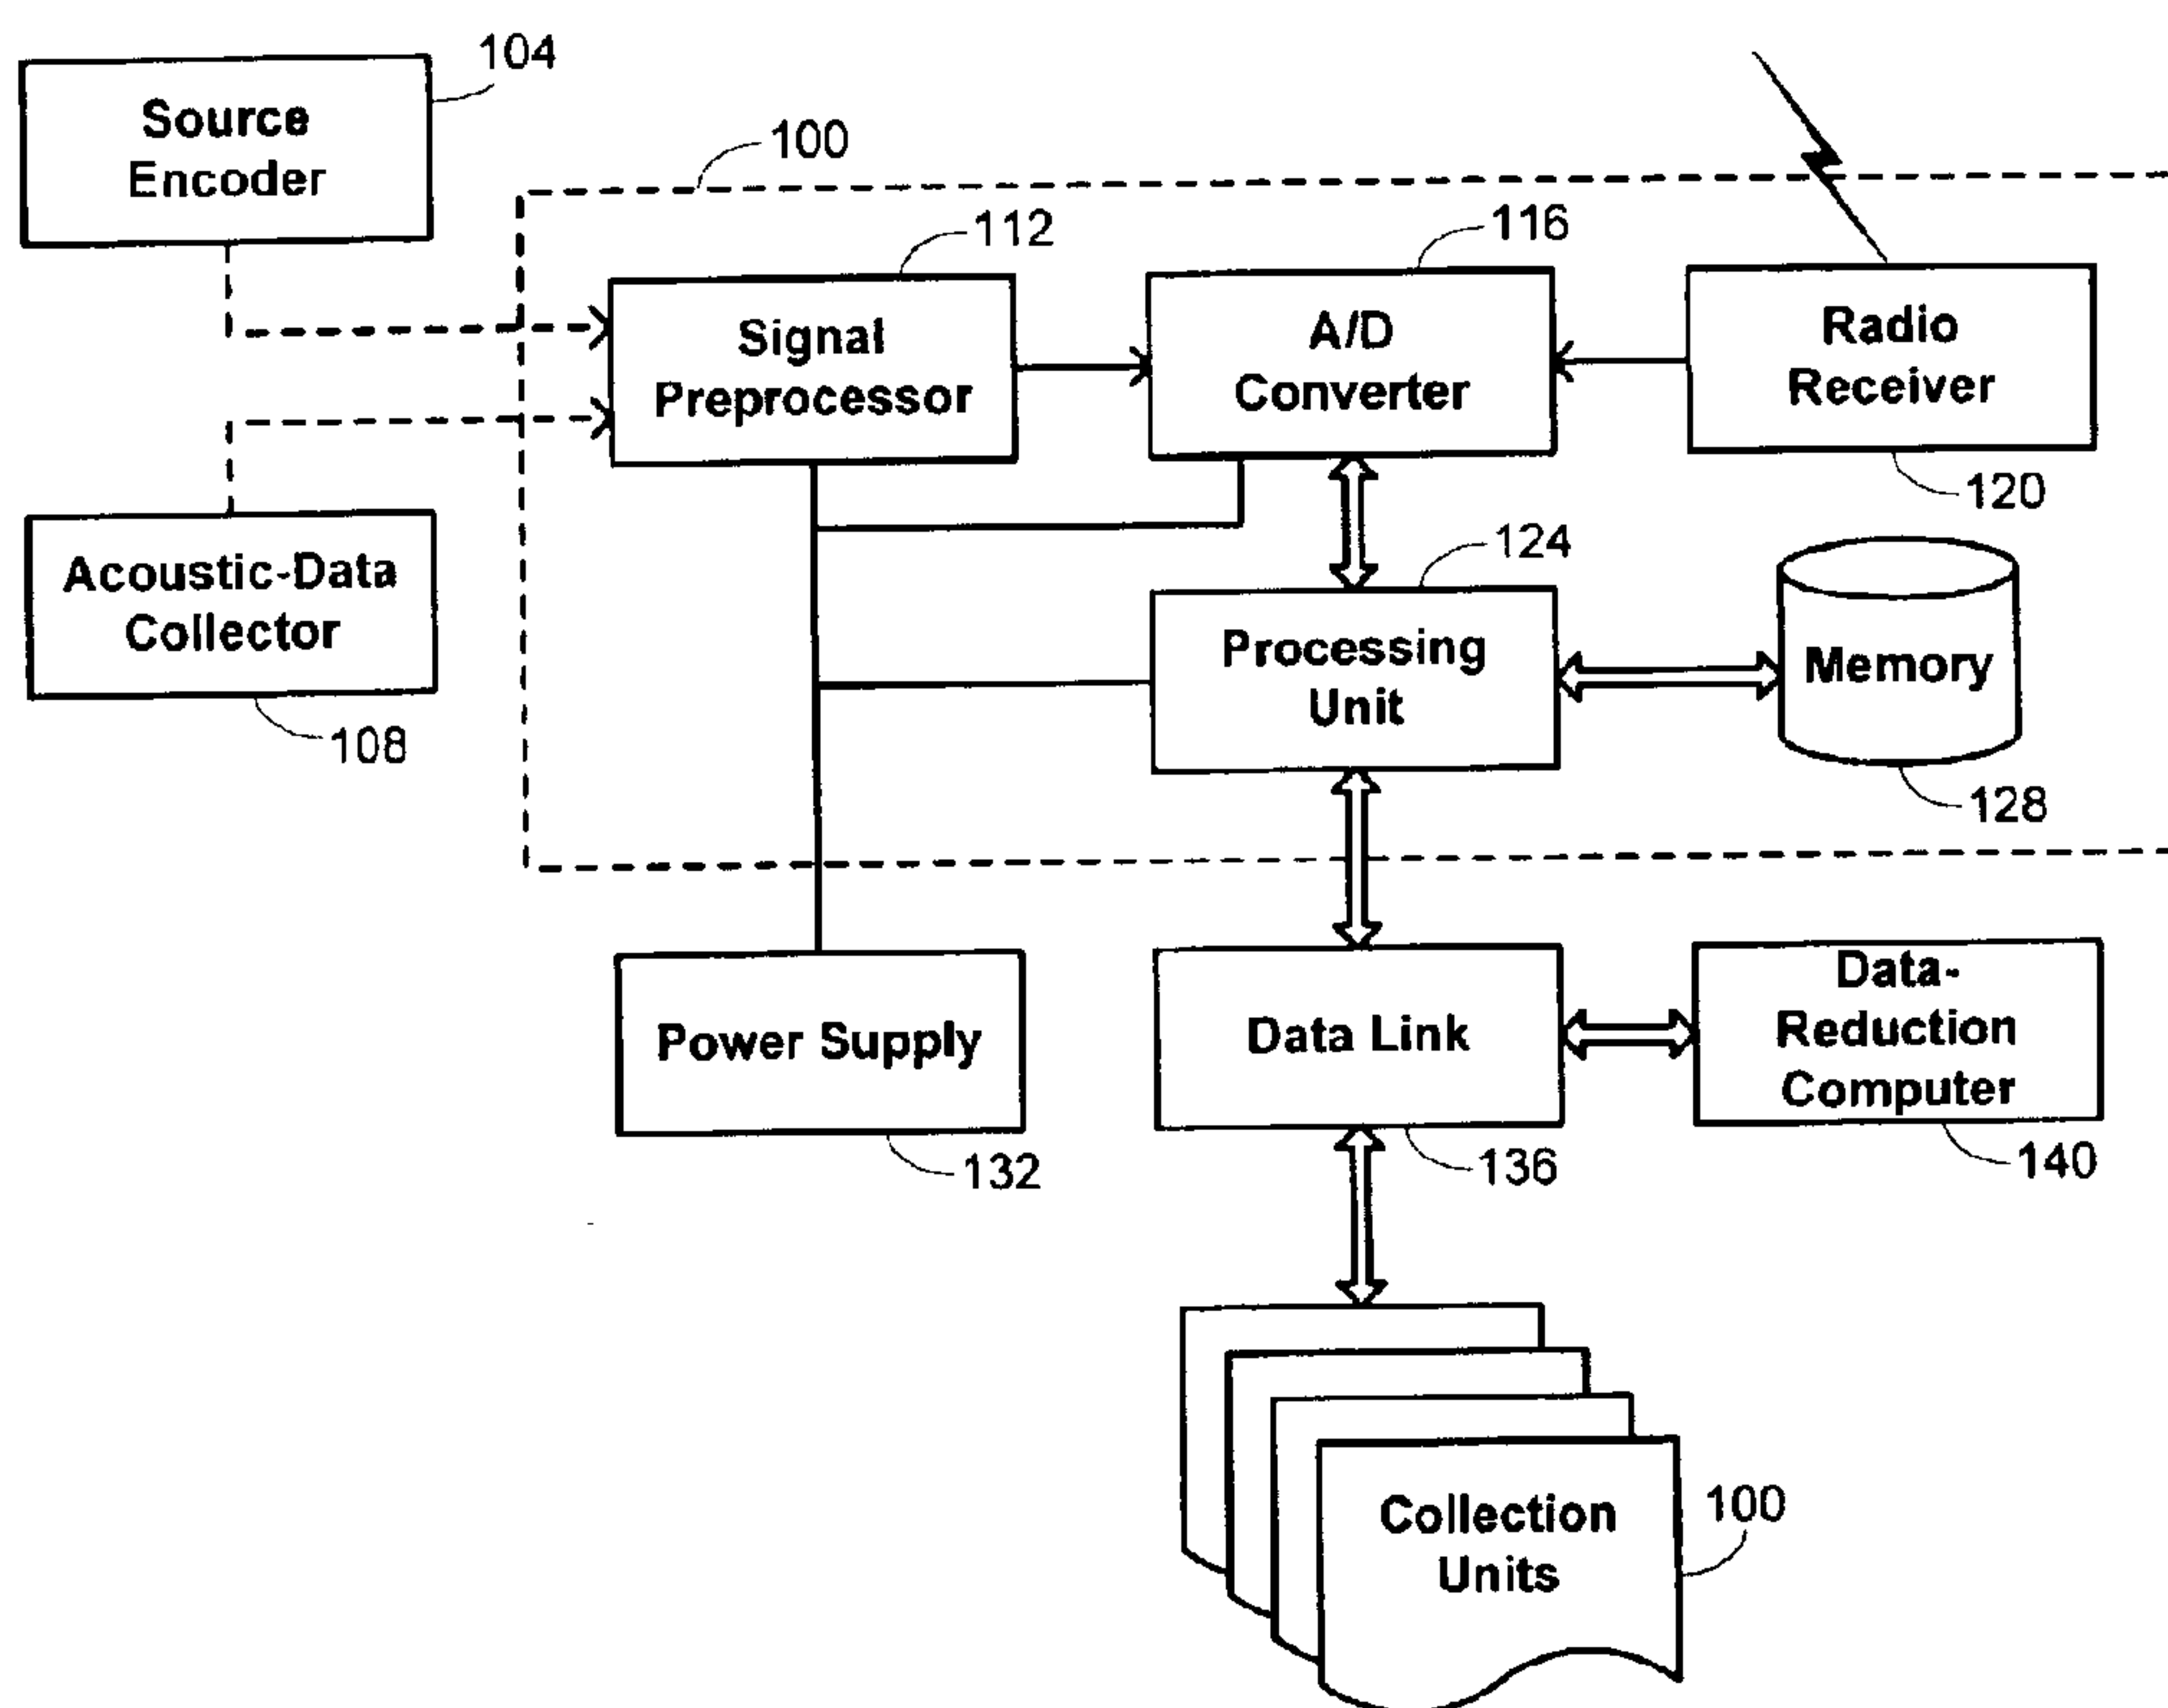 104
Source
Encoder
100
112
116
Signal
Preprocessor
A/D
Converter
Radio
Receiver
120
Acoustic-Data
Collector
108
124
Processing
Unit
Memory
128
Power Supply
132
Data Link
136
Data-
Reduction
Computer
140
Collection
Units
100